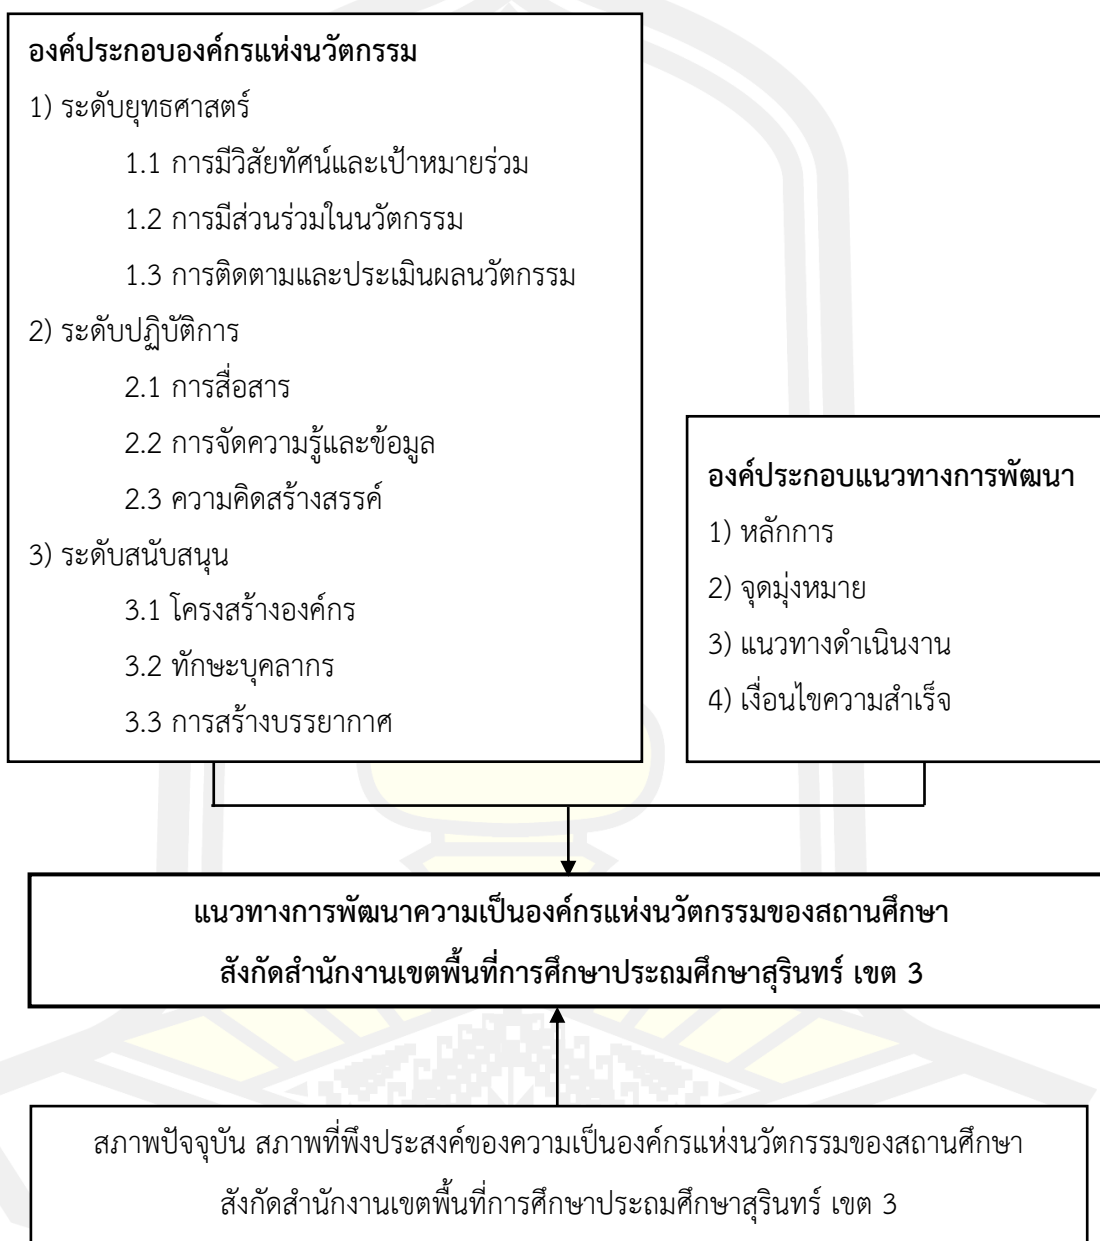 องค์ประกอบองค์กรแห่งนวัตกรรม
1) ระดับยุทธศาสตร์
1.1 การมีวิสัยทัศน์และเป้าหมายร่วม
1.2 การมีส่วนร่วมในนวัตกรรม
1.3 การติดตามและประเมินผลนวัตกรรม
2) ระดับปฏิบัติการ
2.1 การสื่อสาร
2.2 การจัดความรู้และข้อมูล
2.3 ความคิดสร้างสรรค์
3) ระดับสนับสนุน
3.1 โครงสร้างองค์กร
3.2 ทักษะบุคลากร
3.3 การสร้างบรรยากาศ
องค์ประกอบแนวทางการพัฒนา
1) หลักการ
2) จุดมุ่งหมาย
3) แนวทางดำเนินงาน
4) เงื่อนไขความสำเร็จ
แนวทางการพัฒนาความเป็นองค์กรแห่งนวัตกรรมของสถานศึกษา
สังกัดสำนักงานเขตพื้นที่การศึกษาประถมศึกษาสุรินทร์ เขต 3
สภาพปัจจุบัน สภาพที่พึงประสงค์ของความเป็นองค์กรแห่งนวัตกรรมของสถานศึกษา
สังกัดสำนักงานเขตพื้นที่การศึกษาประถมศึกษาสุรินทร์ เขต 3